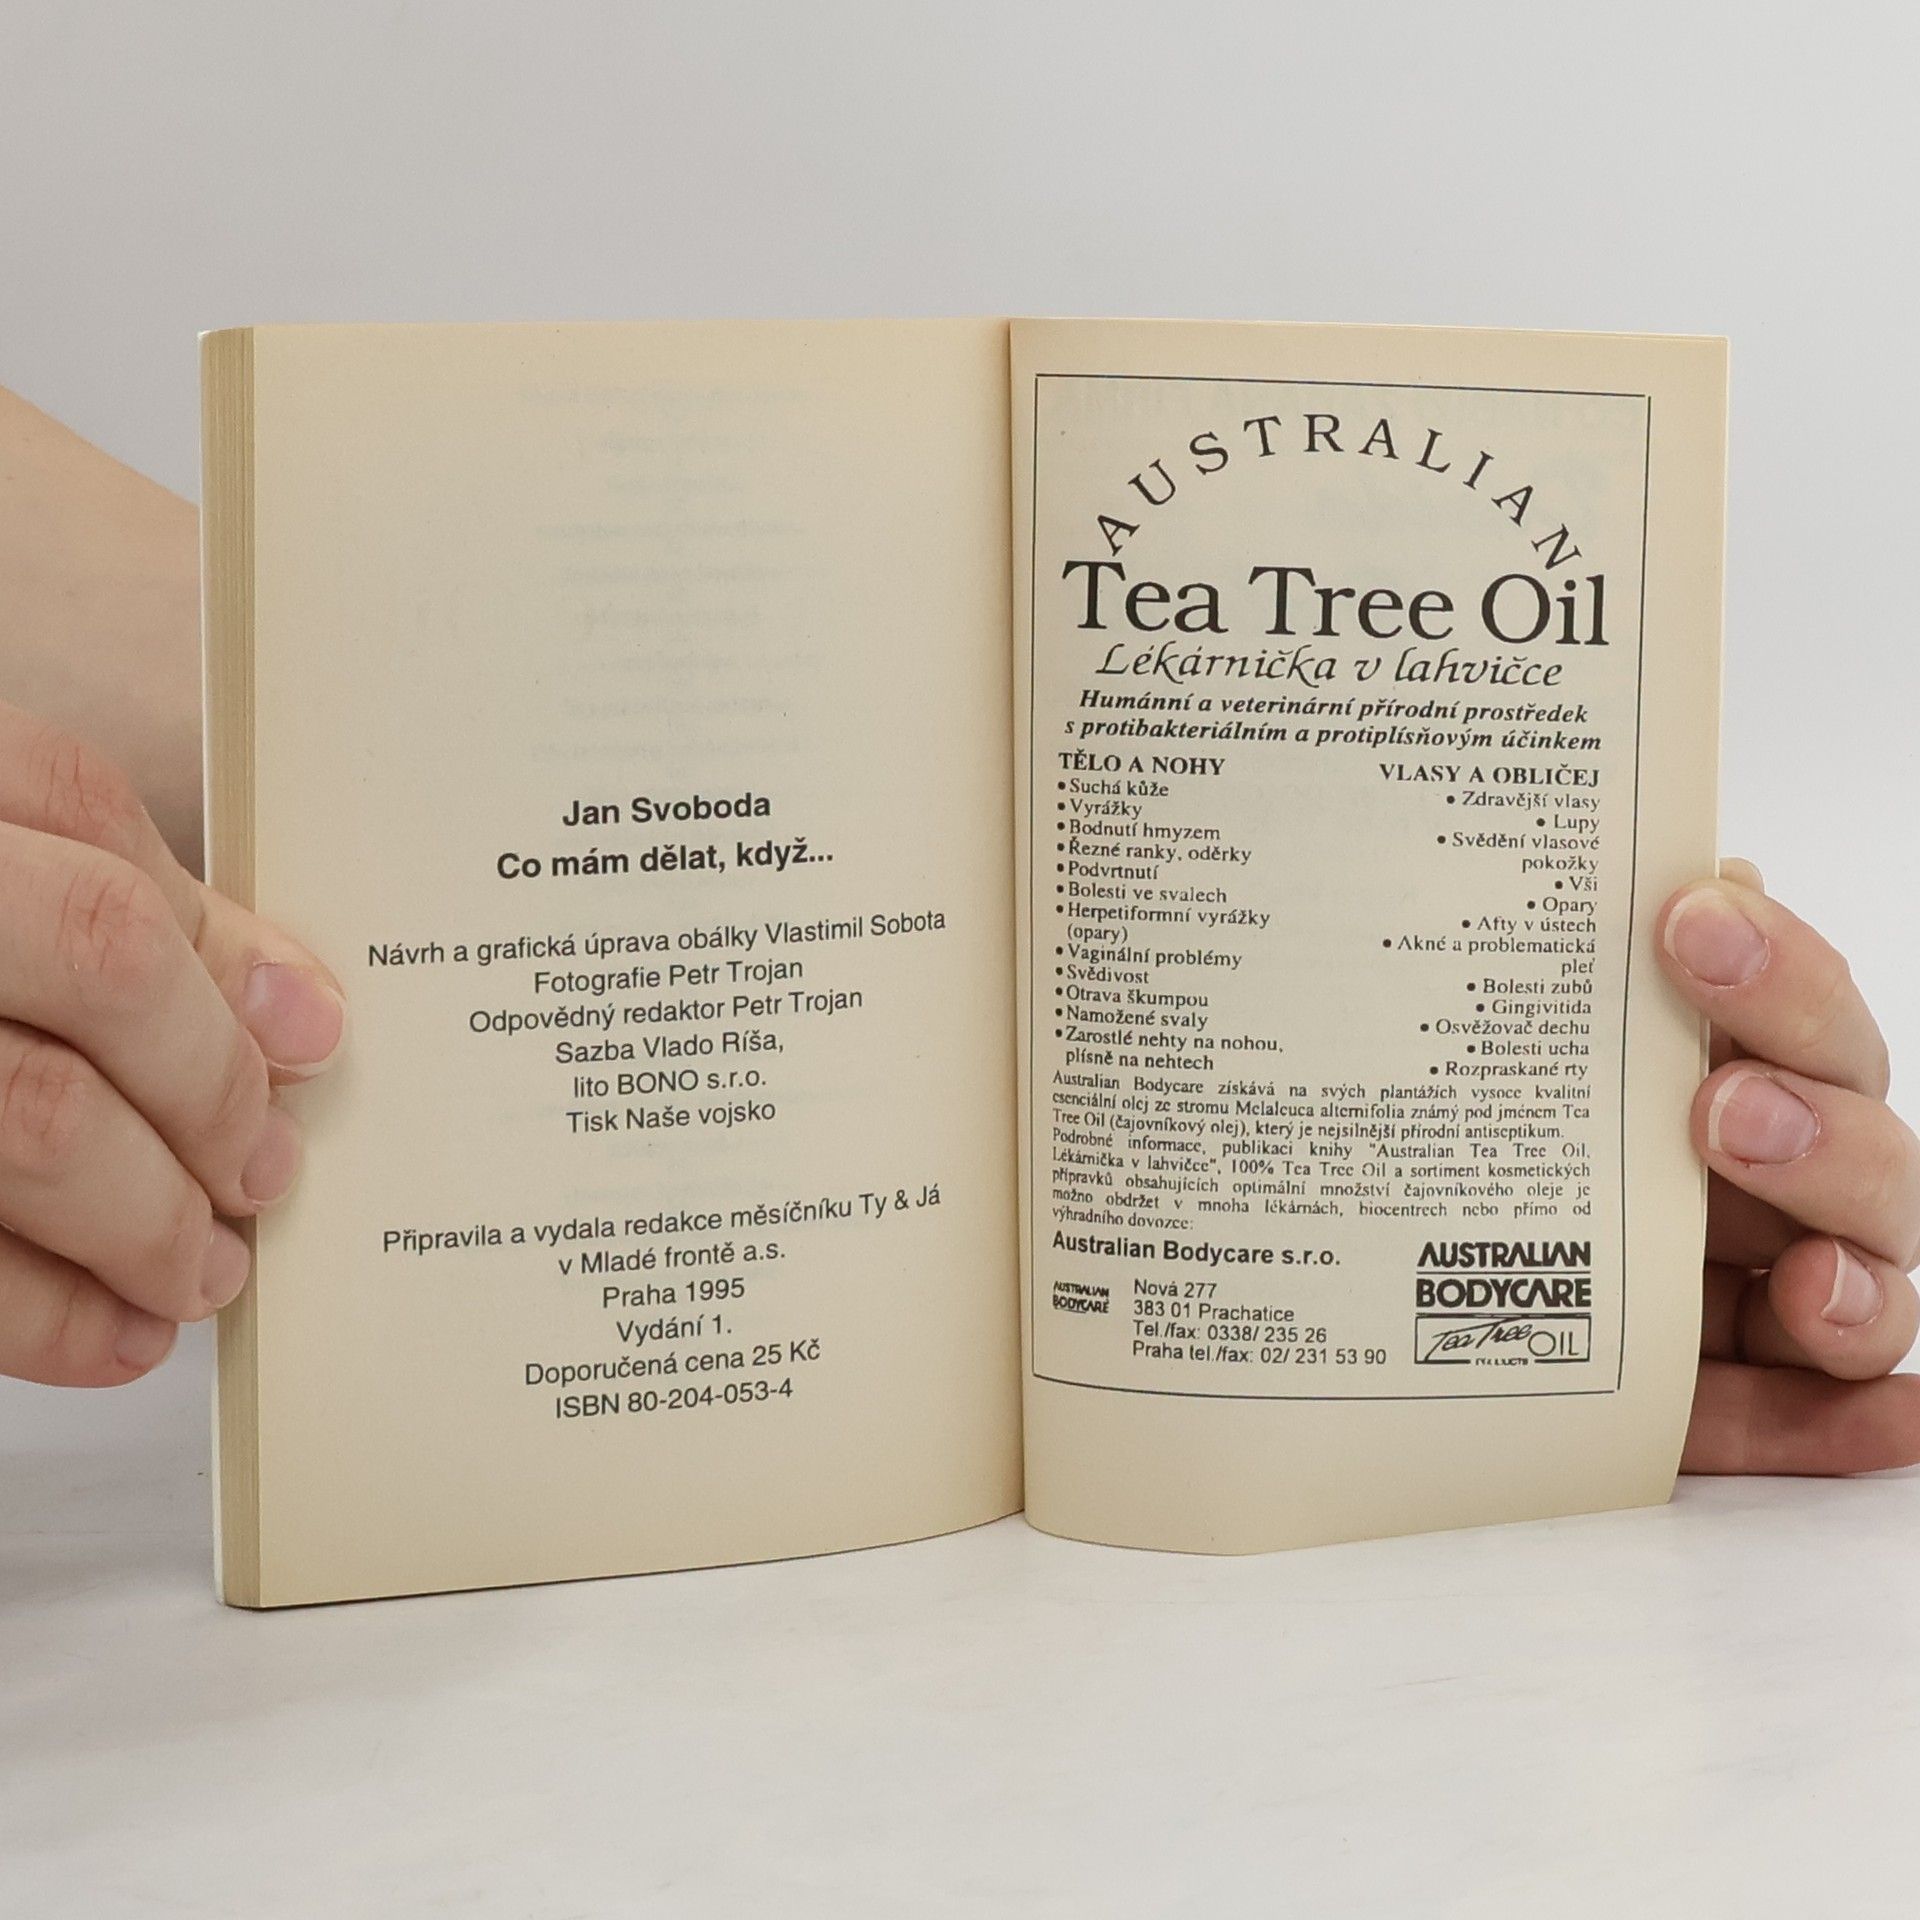 Jan Svoboda
Co mám dělat, když...
Návrh a grafická úprava obálky Vlastimil Sobota
Fotografie Petr Trojan
Odpovědný redaktor Petr Trojan
Sazba Vlado Ríša,
lito BONO s.r.o.
Tisk Naše vojsko
Připravila a vydala redakce měsíčníku Ty & Já
v Mladé frontě a.s.
Praha 1995
Vydání 1.
Doporučená cena 25 Kč
ISBN 80-204-053-4
AUSTRALIAN
Tea Tree Oil
Lékárnička v lahvičce
Humánní a veterinární přírodní prostředek
s protibakteriálním a protiplísňovým účinkem
TĚLO A NOHY
• Suchá kůže
• Vyrážky
• Bodnutí hmyzem
• Řezné ranky, oděrky
• Podvrtnutí
• Bolesti ve svalech
• Herpetiformní vyrážky
(opary)
• Vaginální problémy
• Svědivost
• Otrava škumpou
• Namožené svaly
• Zarostlé nehty na nohou,
plísně na nehtech
VLASY A OBLIČEJ
• Zdravější vlasy
• Lupy
• Svědění vlasové
pokožky
• Vši
• Opary
• Afty v ústech
• Akné a problematická
pleť
• Bolesti zubů
• Gingivitida
• Osvěžovač dechu
• Bolesti ucha
• Rozpraskané rty
Australian Bodycare získává na svých plantážích vysoce kvalitní
esenciální olej ze stromu Melaleuca alternifolia známý pod jménem Tea
Tree Oil (čajovníkový olej), který je nejsilnější přírodní antiseptikum.
Podrobné informace, publikaci knihy "Australian Tea Tree Oil,
Lékárnička v lahvičce", 100% Tea Tree Oil a sortiment kosmetických
přípravků obsahujících optimální množství čajovníkového oleje je
možno obdržet v mnoha lékárnách, biocentrech nebo přímo od
výhradního dovozce:
Australian Bodycare s.r.o.
AUSTRALIAN
BODYCARE
Nová 277
383 01 Prachatice
Tel./fax: 0338/ 235 26
Praha tel./fax: 02/ 231 53 90
AUSTRALIAN
BODYCARE
Tea Tree OIL